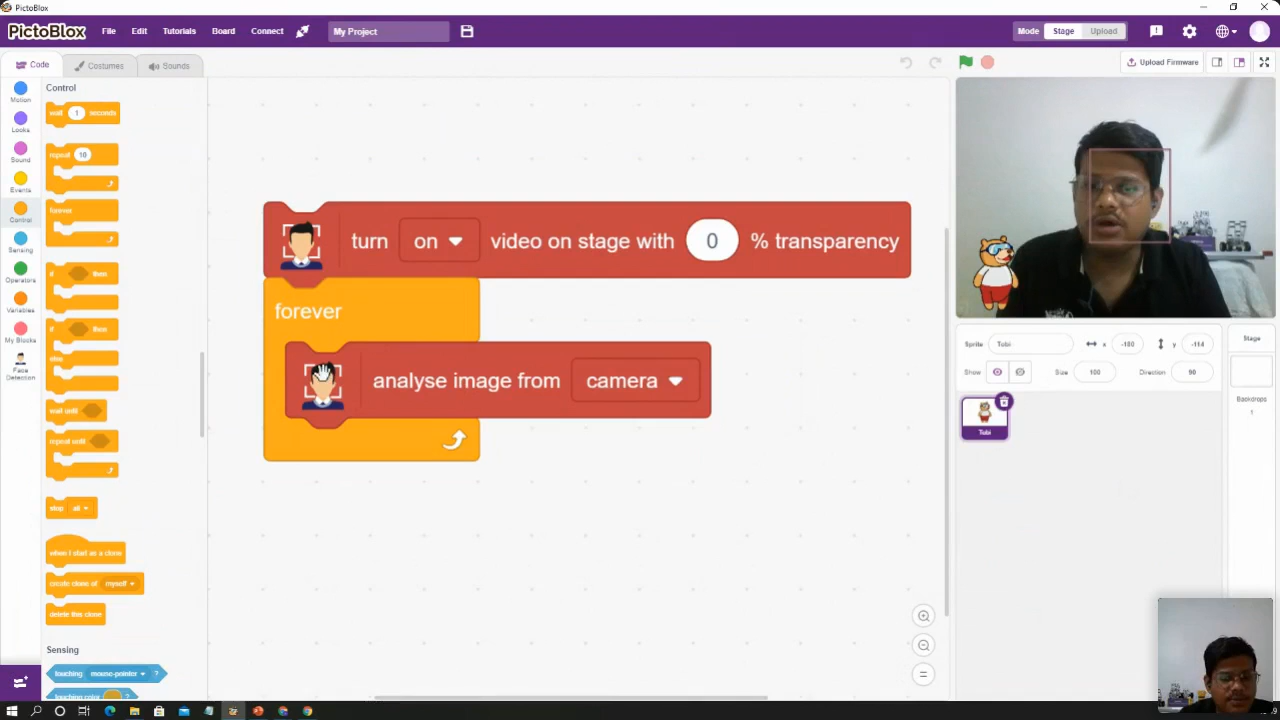 PictoBlox
PictoBlox File Edit Tutorials Board Connect My Project Mode Stage Upload
Code Costumes Sounds Upload Firmware
Motion
Looks
Sound
Events
Control
Sensing
Operators
Variables
My Blocks
Face
Detection
Control
wait 1 seconds
repeat 10
forever
if then
if then
else
wait until
repeat until
stop all
when I start as a clone
create clone of myself
delete this clone
Sensing
touching mouse-pointer ?
touching color ?
turn on video on stage with 0 % transparency
forever
analyse image from camera
Sprite Tobi x -180 y -114
Show Size 100 Direction 90
Tobi
Stage
Backdrops
1